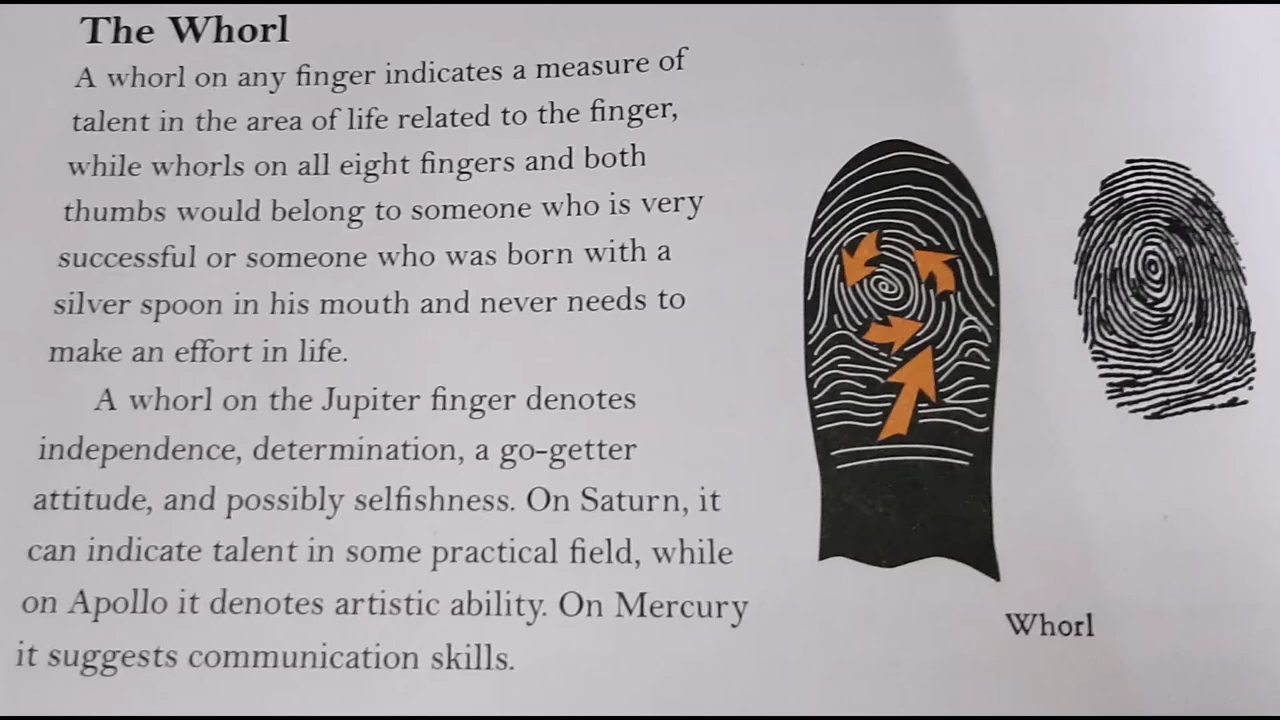 The Whorl
A whorl on any finger indicates a measure of
talent in the area of life related to the finger,
while whorls on all eight fingers and both
thumbs would belong to someone who is very
successful or someone who was born with a
silver spoon in his mouth and never needs to
make an effort in life.
A whorl on the Jupiter finger denotes
independence, determination, a go-getter
attitude, and possibly selfishness. On Saturn, it
can indicate talent in some practical field, while
on Apollo it denotes artistic ability. On Mercury
it suggests communication skills.
Whorl